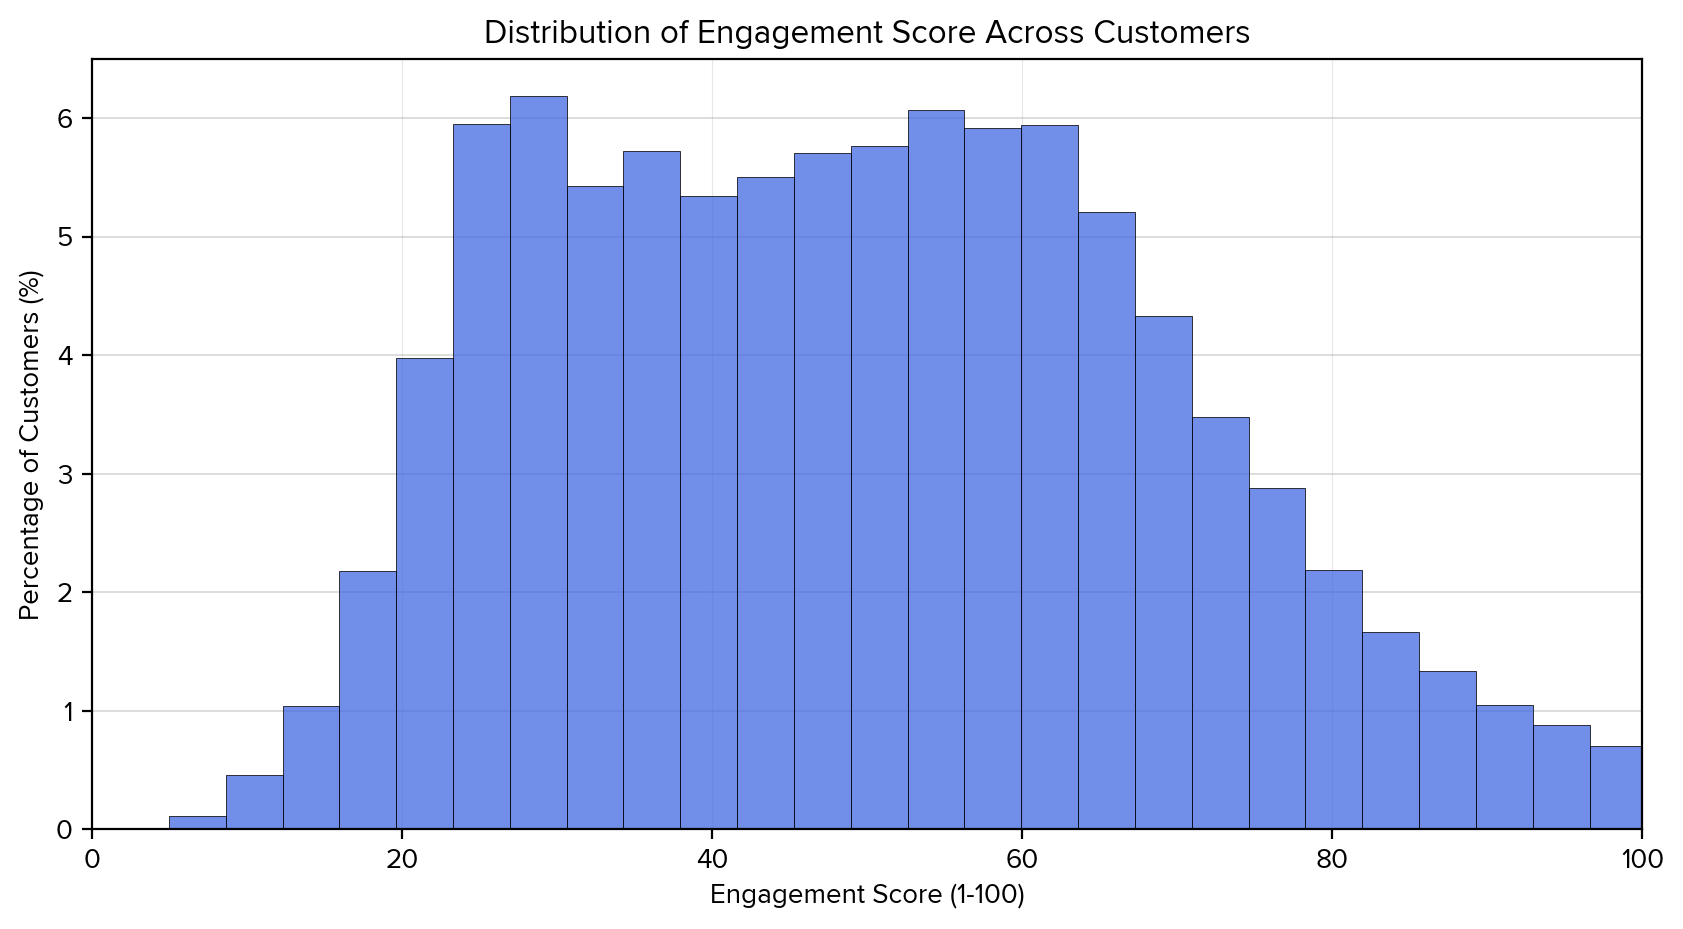 Distribution of Engagement Score Across Customers
Percentage of Customers (%)
6
5
4
3
2
1
0
0 20 40 60 80 100
Engagement Score (1-100)